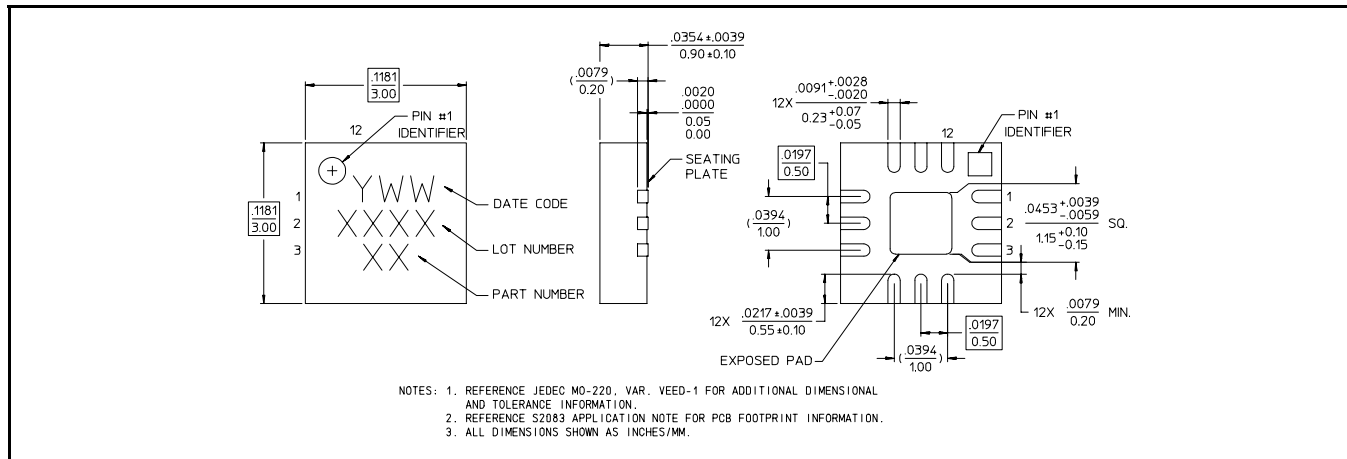 .1181
3.00
PIN #1
IDENTIFIER
12
1
2
3
.1181
3.00
YWW
XXXX
XX
DATE CODE
LOT NUMBER
PART NUMBER
.0354±.0039
0.90±0.10
(.0079
0.20)
.0020
.0000
0.05
0.00
SEATING
PLATE
12X .0091 +.0028 -.0020
0.23 +0.07 -0.05
12
PIN #1
IDENTIFIER
.0197
0.50
(.0394
1.00)
1
2
3
.0453 +.0039 -.0059
1.15 +0.10 -0.15
SQ.
12X .0217±.0039
0.55±0.10
12X .0079
0.20 MIN.
.0197
0.50
(.0394
1.00)
EXPOSED PAD
NOTES: 1. REFERENCE JEDEC MO-220, VAR. VEED-1 FOR ADDITIONAL DIMENSIONAL
AND TOLERANCE INFORMATION.
2. REFERENCE S2083 APPLICATION NOTE FOR PCB FOOTPRINT INFORMATION.
3. ALL DIMENSIONS SHOWN AS INCHES/MM.